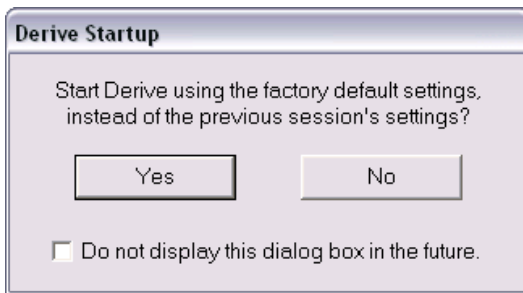 Derive Startup
Start Derive using the factory default settings,
instead of the previous session's settings?
Yes
No
Do not display this dialog box in the future.